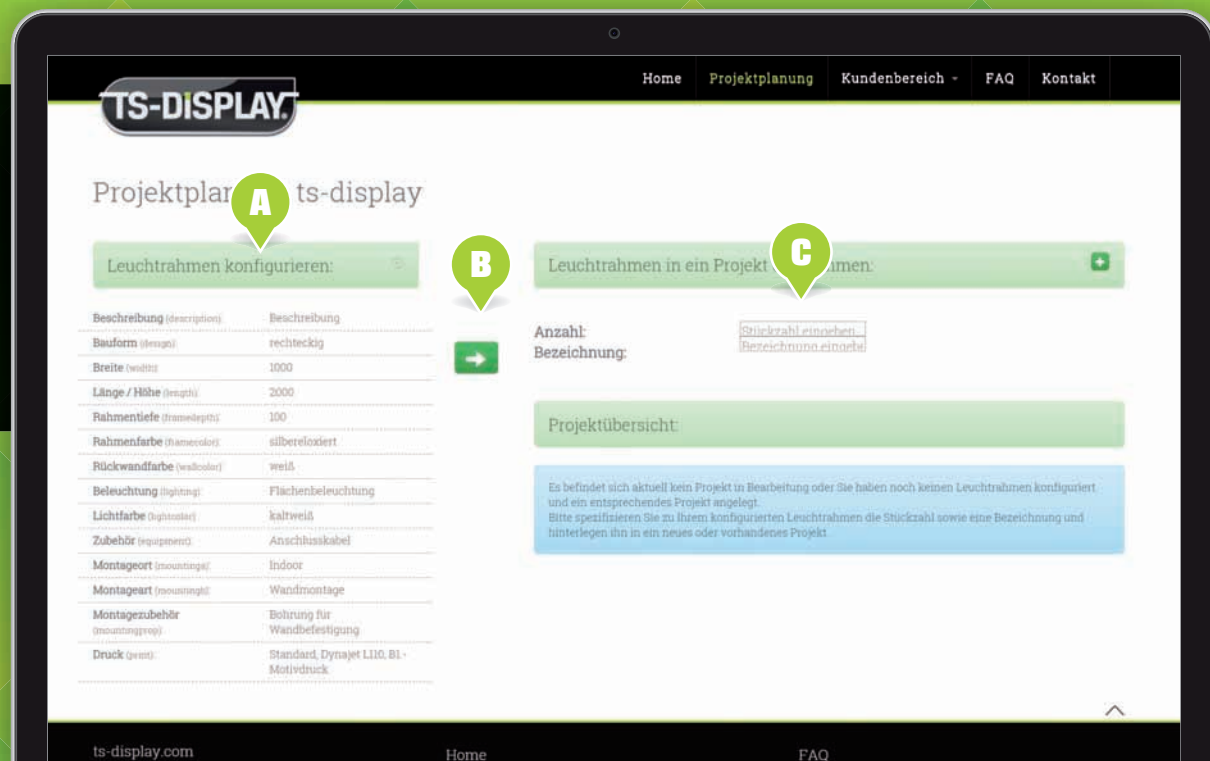 TS-DiSPLAY.
Home Projektplanung Kundenbereich FAQ Kontakt
Projektplan ts-display
A
B
C
Leuchtrahmen konfigurieren:
Leuchtrahmen in ein Projekt men:
Beschreibung (description): Beschreibung
Bauform (design): rechteckig
Breite (width): 1000
Länge / Höhe (length): 2000
Rahmentiefe (framedepth): 100
Rahmenfarbe (framecolor): silbereloxiert
Rückwandfarbe (wallcolor): weiß
Beleuchtung (lighting): Flächenbeleuchtung
Lichtfarbe (lightcolor): kaltweiß
Zubehör (equipment): Anschlusskabel
Montageort (mountinga): Indoor
Montageart (mountingb): Wandmontage
Montagezubehör Bohrung für
(mountingprop): Wandbefestigung
Druck (print): Standard, Dynajet L110, B1 -
Motivdruck
Anzahl: Stückzahl eingeben
Bezeichnung: Bezeichnung eingebe
Projektübersicht:
Es befindet sich aktuell kein Projekt in Bearbeitung oder Sie haben noch keinen Leuchtrahmen konfiguriert
und ein entsprechendes Projekt angelegt.
Bitte spezifizieren Sie zu Ihrem konfigurierten Leuchtrahmen die Stückzahl sowie eine Bezeichnung und
hinterlegen ihn in ein neues oder vorhandenes Projekt
ts-display.com
Home
FAQ